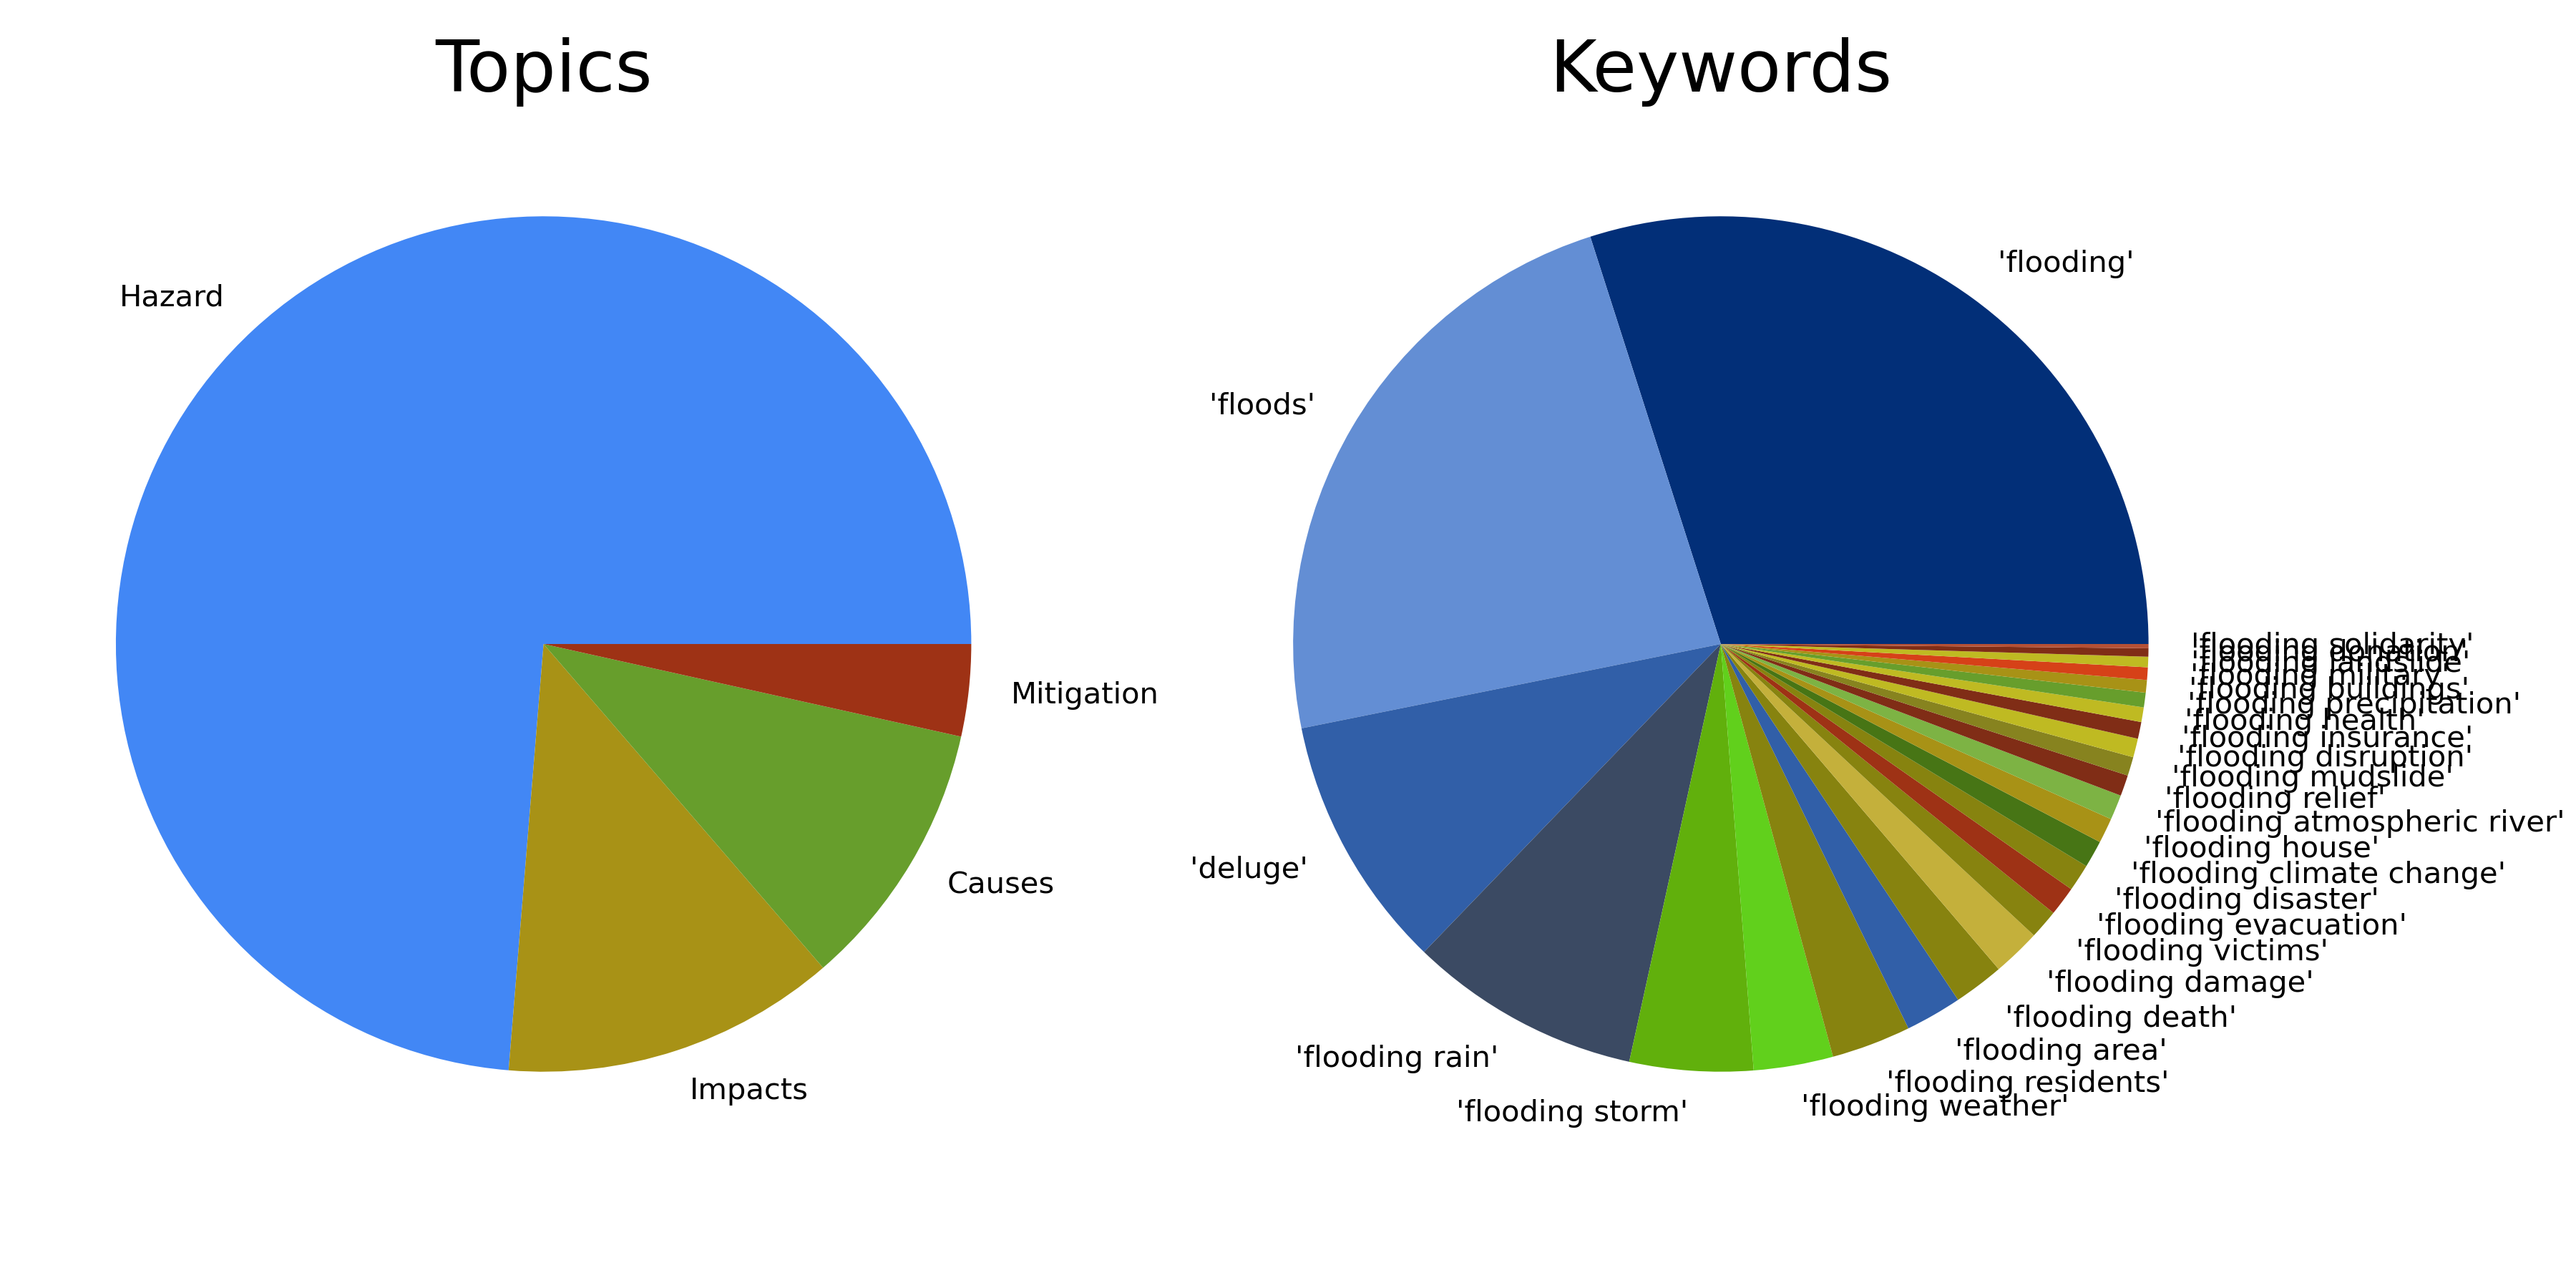 Topics
Hazard
Mitigation
Causes
Impacts
Keywords
'flooding'
'floods'
'deluge'
'flooding rain'
'flooding storm'
'flooding weather'
'flooding residents'
'flooding area'
'flooding death'
'flooding damage'
'flooding victims'
'flooding evacuation'
'flooding disaster'
'flooding climate change'
'flooding house'
'flooding atmospheric river'
'flooding relief'
'flooding mudslide'
'flooding disruption'
'flooding insurance'
'flooding health'
'flooding precipitation'
'flooding buildings'
'flooding military'
'flooding landslide'
'flooding donation'
'flooding solidarity'